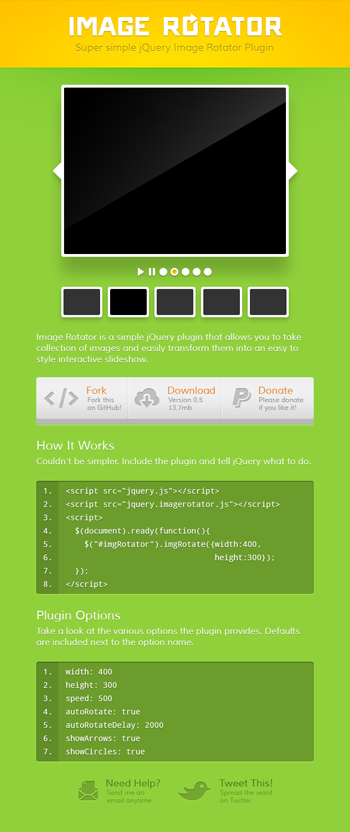 IMAGE ROTATOR
Super simple jQuery Image Rotator Plugin
Image Rotator is a simple jQuery plugin that allows you to take
collection of images and easily transform them into an easy to
style interactive slideshow.
Fork
Fork this
on GitHub!
Download
Version 0.5
13.7mb
Donate
Please donate
if you like it!
How It Works
Couldn't be simpler. Include the plugin and tell jQuery what to do.
1. <script src="jquery.js"></script>
2. <script src="jquery.imagerotator.js"></script>
3. <script>
4. $(document).ready(function(){
5. $("#imgRotator").imgRotate({width:400,
6. height:300});
7. });
8. </script>
Plugin Options
Take a look at the various options the plugin provides. Defaults
are included next to the option name.
1. width: 400
2. height: 300
3. speed: 500
4. autoRotate: true
5. autoRotateDelay: 2000
6. showArrows: true
7. showCircles: true
Need Help?
Send me an
email anytime
Tweet This!
Spread the word
on Twitter.